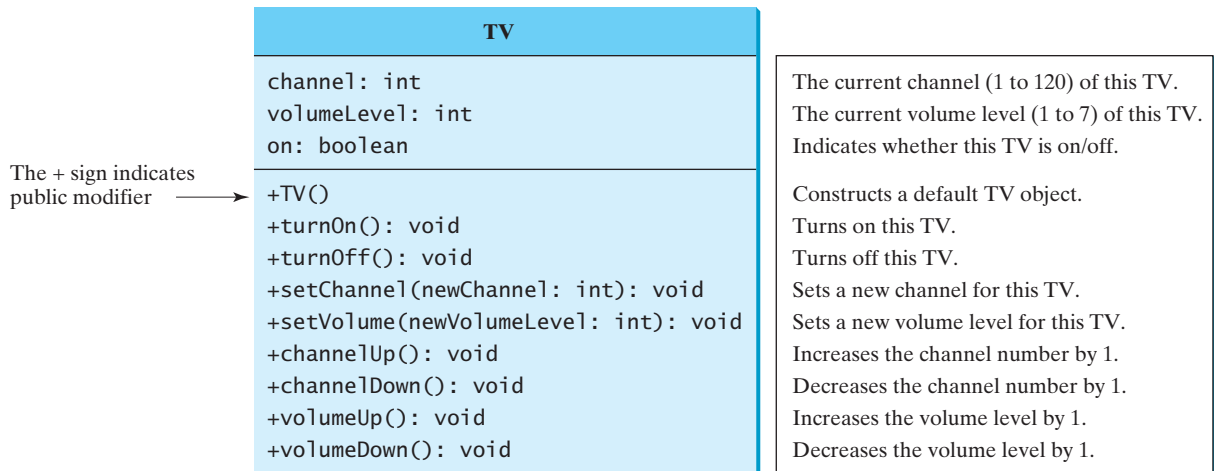 TV
channel: int
The current channel (1 to 120) of this TV.
volumeLevel: int
The current volume level (1 to 7) of this TV.
on: boolean
Indicates whether this TV is on/off.
The + sign indicates
public modifier
+TV()
Constructs a default TV object.
+turnOn(): void
Turns on this TV.
+turnOff(): void
Turns off this TV.
+setChannel(newChannel: int): void
Sets a new channel for this TV.
+setVolume(newVolumeLevel: int): void
Sets a new volume level for this TV.
+channelUp(): void
Increases the channel number by 1.
+channelDown(): void
Decreases the channel number by 1.
+volumeUp(): void
Increases the volume level by 1.
+volumeDown(): void
Decreases the volume level by 1.